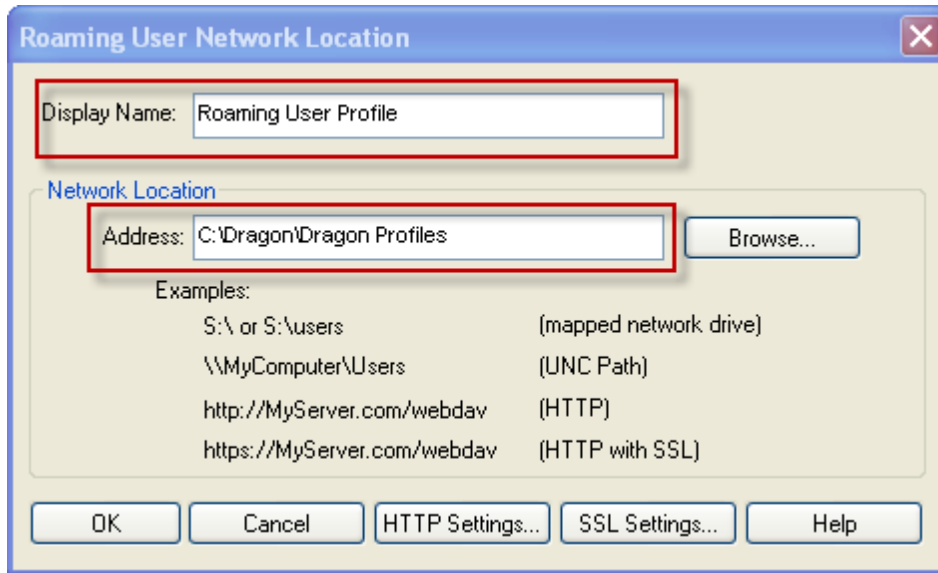 Roaming User Network Location
Display Name: Roaming User Profile
Network Location
Address: C:\Dragon\Dragon Profiles Browse...
Examples:
S:\ or S:\users (mapped network drive)
\\MyComputer\Users (UNC Path)
http://MyServer.com/webdav (HTTP)
https://MyServer.com/webdav (HTTP with SSL)
OK Cancel HTTP Settings... SSL Settings... Help